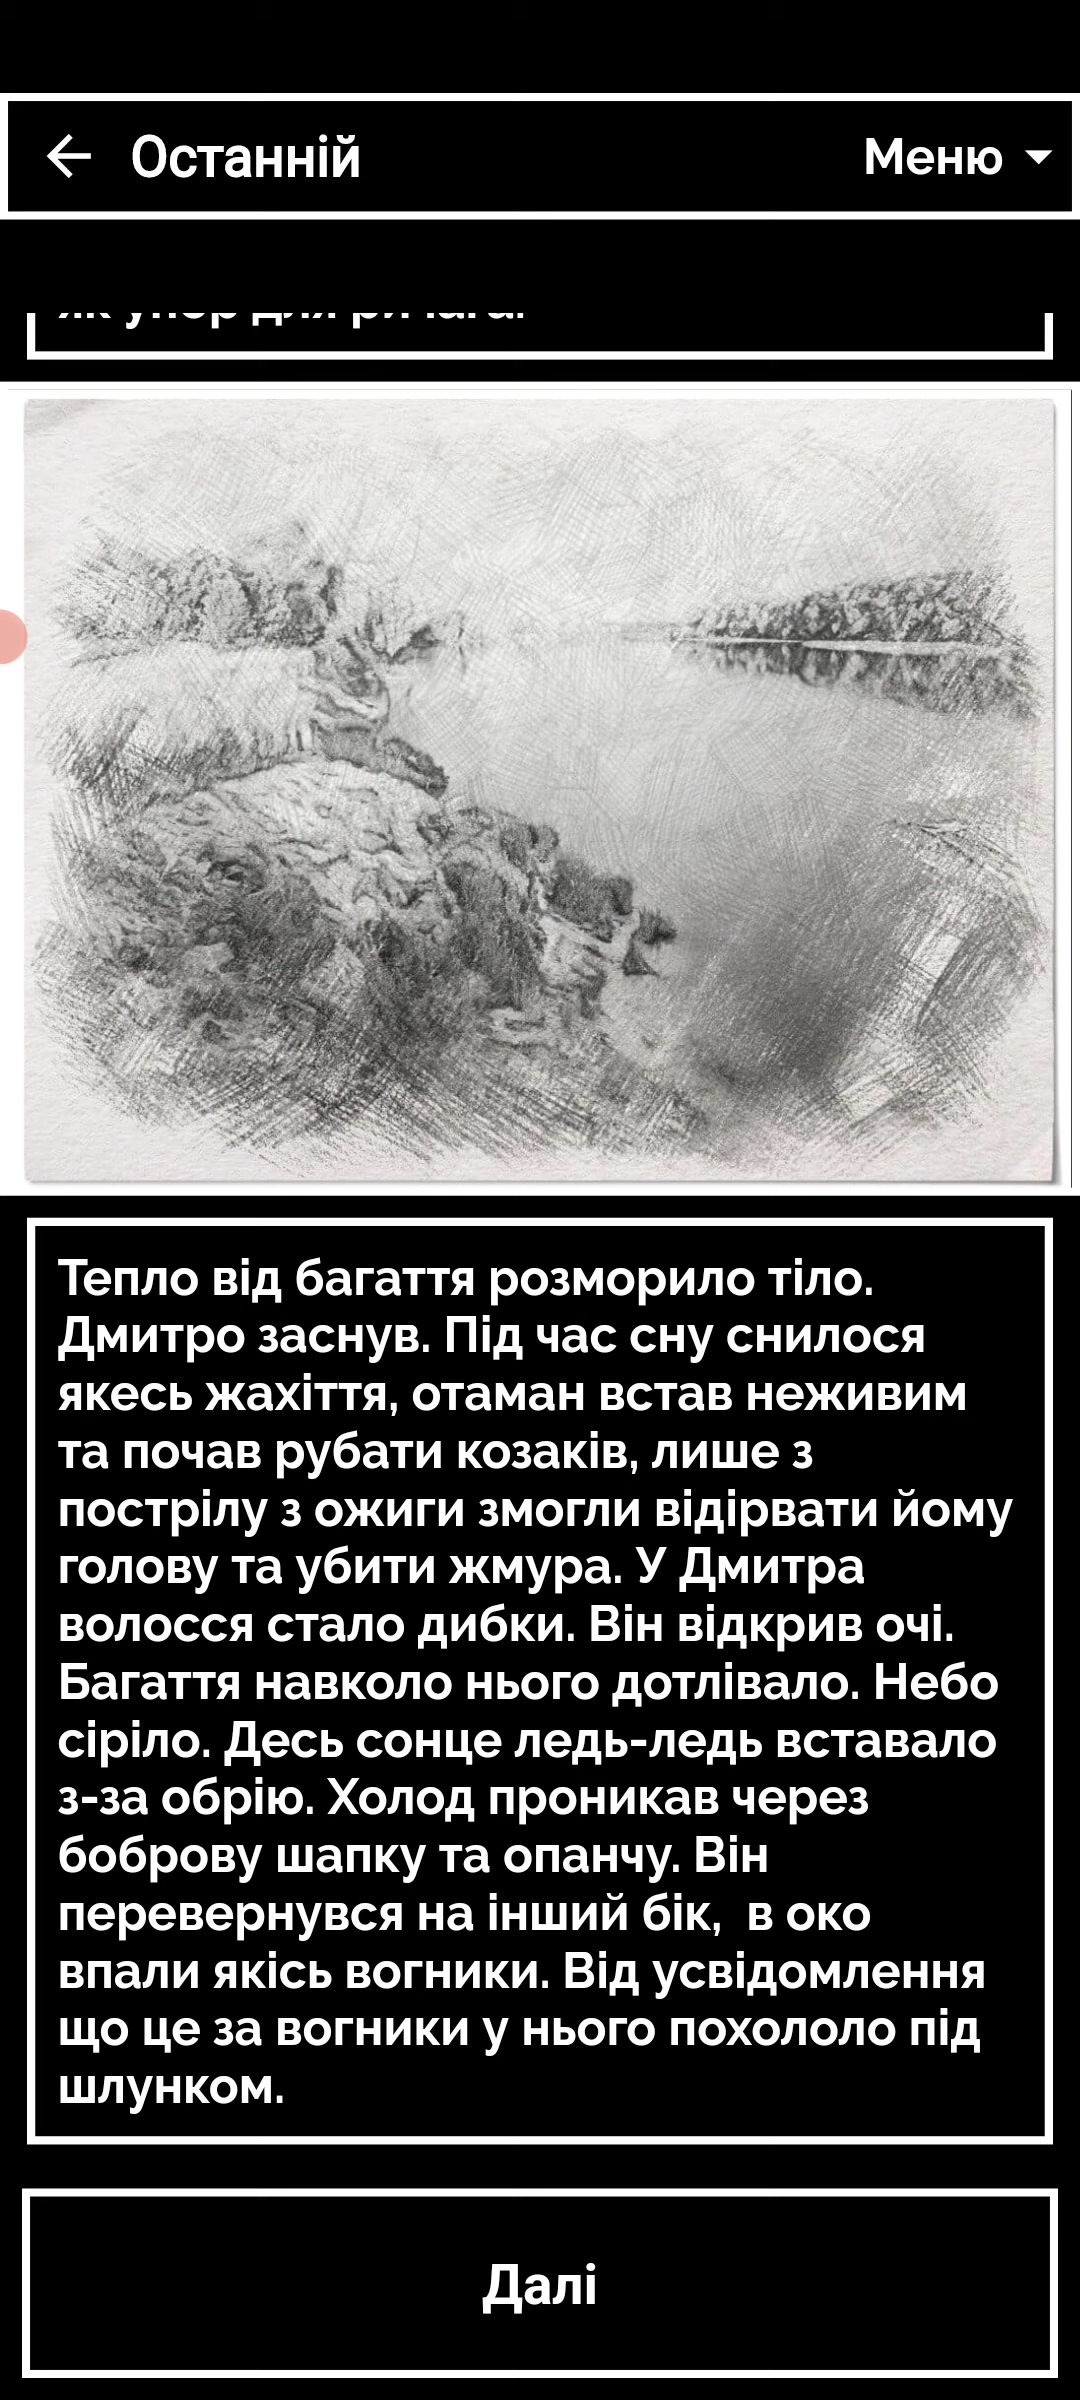 Останній
Меню
як упор для ричага.
Тепло від багаття розморило тіло.
Дмитро заснув. Під час сну снилося
якесь жахіття, отаман встав неживим
та почав рубати козаків, лише з
пострілу з ожиги змогли відірвати йому
голову та убити жмура. У Дмитра
волосся стало дибки. Він відкрив очі.
Багаття навколо нього дотлівало. Небо
сіріло. Десь сонце ледь-ледь вставало
з-за обрію. Холод проникав через
боброву шапку та опанчу. Він
перевернувся на інший бік,  в око
впали якісь вогники. Від усвідомлення
що це за вогники у нього похололо під
шлунком.
Далі